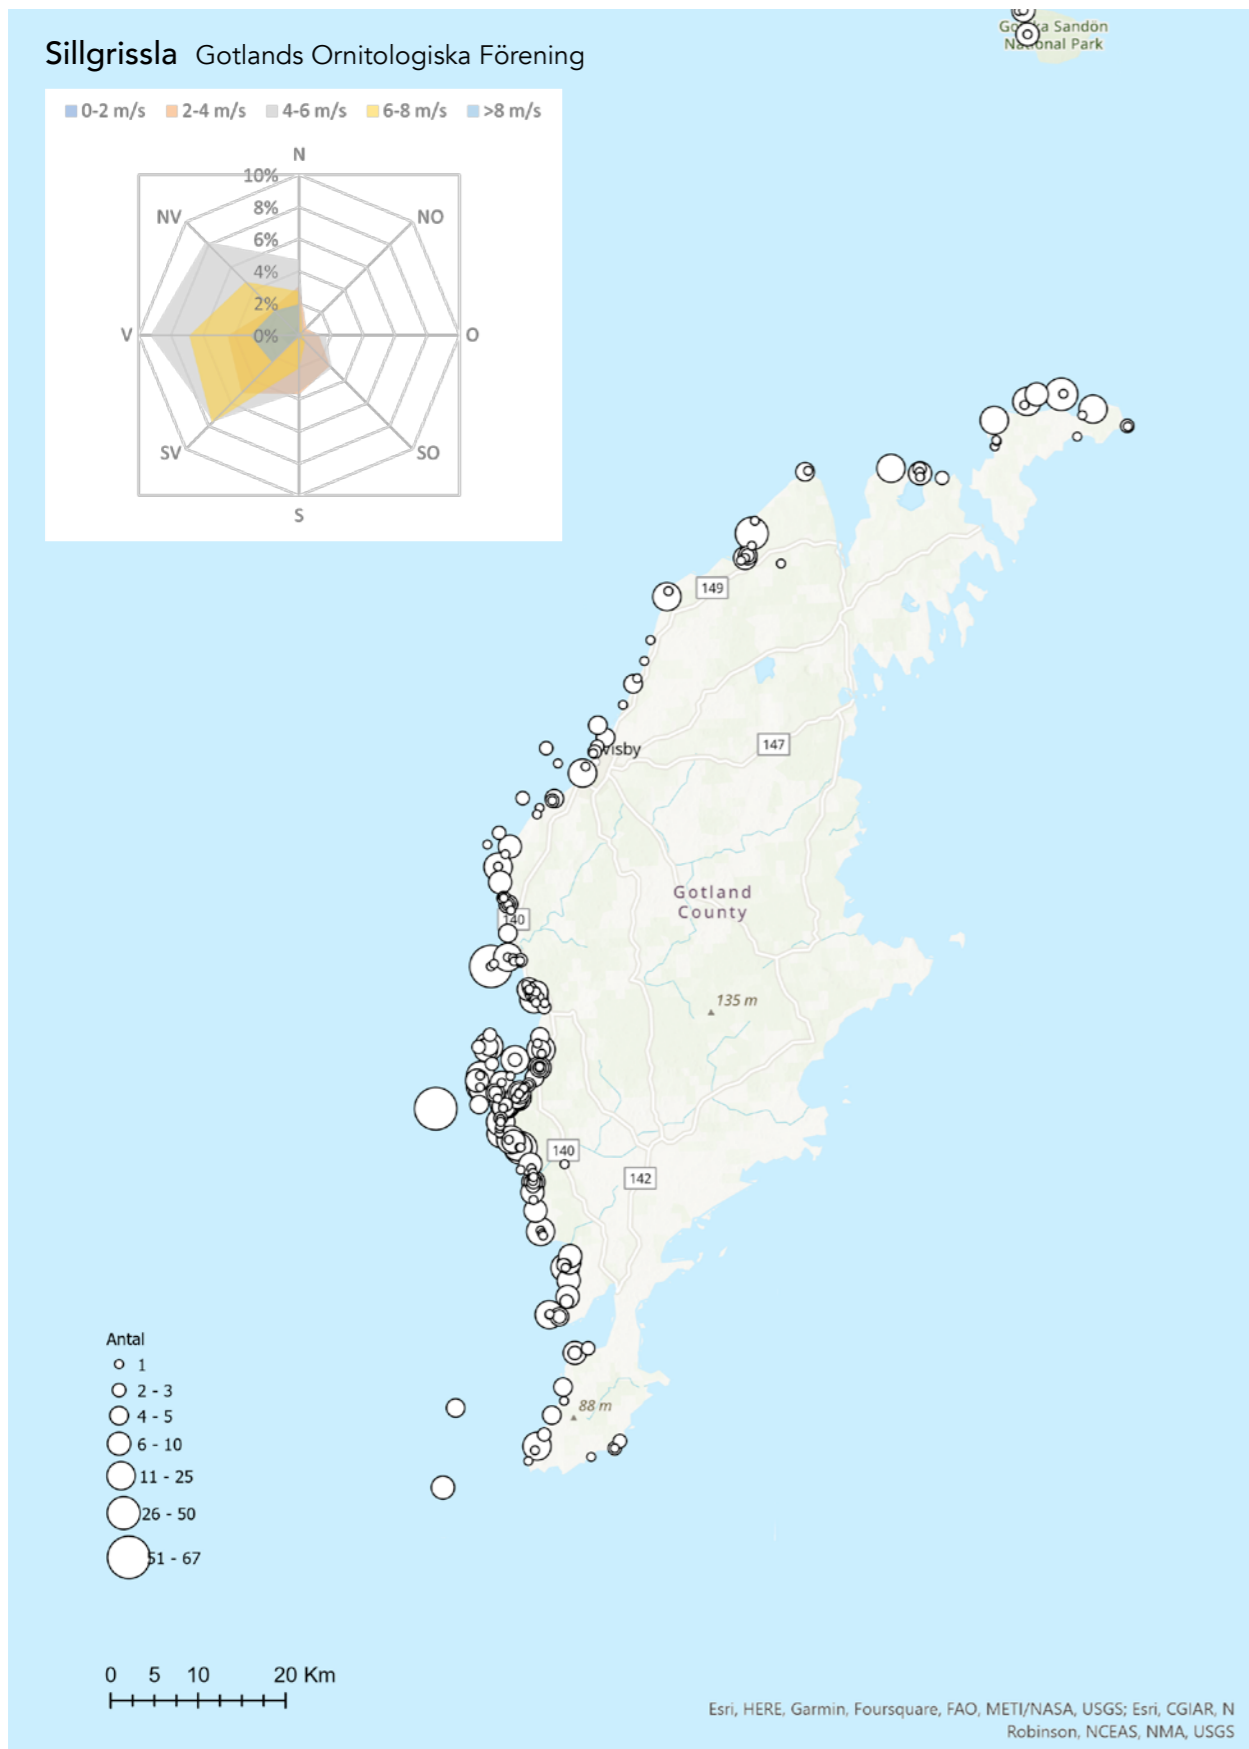 Gotska Sandön
National Park
Sillgrissla Gotlands Ornitologiska Förening
0-2 m/s 2-4 m/s 4-6 m/s 6-8 m/s >8 m/s
N
10%
NV
8%
NO
6%
4%
2%
V
0%
O
SV
SO
S
149
Visby
147
Gotland
County
140
135 m
140
142
88 m
Antal
1
2 - 3
4 - 5
6 - 10
11 - 25
26 - 50
51 - 67
0 5 10 20 Km
Esri, HERE, Garmin, Foursquare, FAO, METI/NASA, USGS; Esri, CGIAR, N
Robinson, NCEAS, NMA, USGS